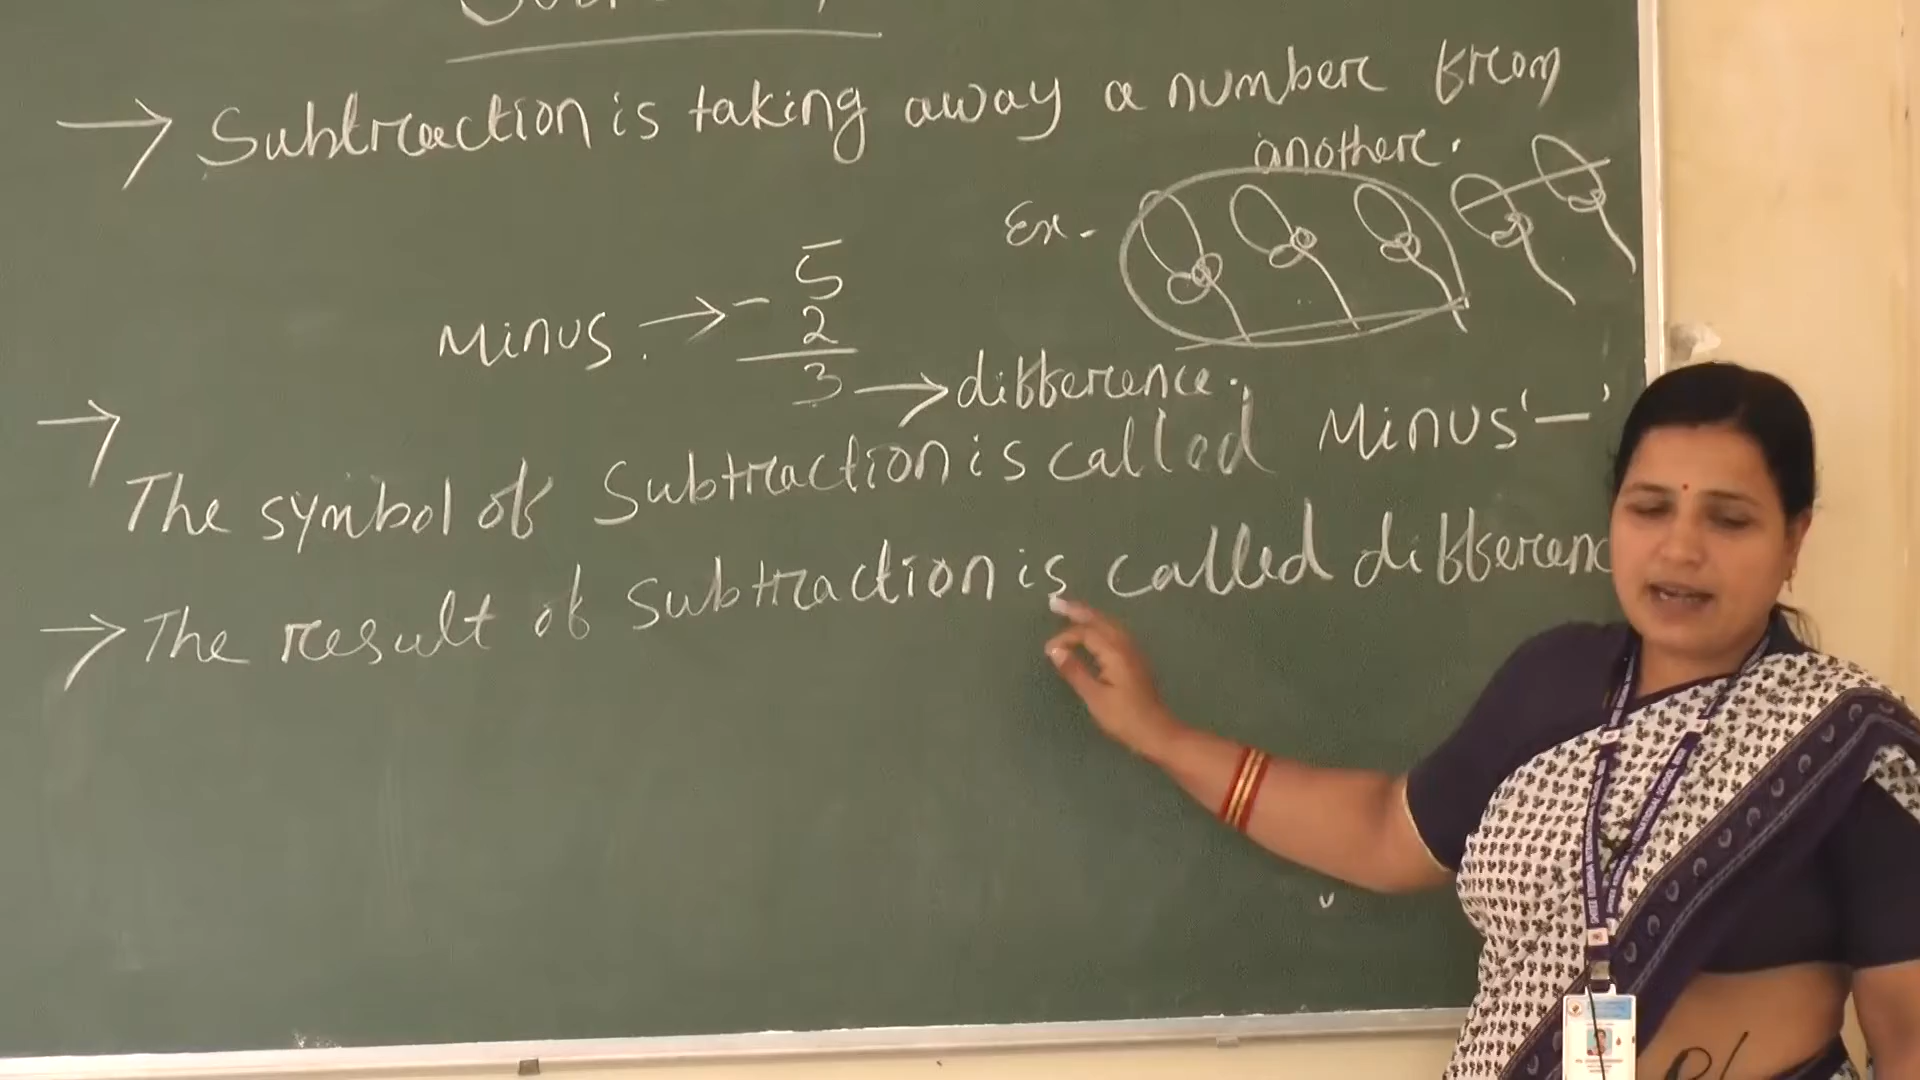 → Subtraction is taking away a number from
another.
Ex -
5
Minus. → - 2
3 → difference.
→ The symbol of Subtraction is called Minus '—'
→ The result of subtraction is called differenc